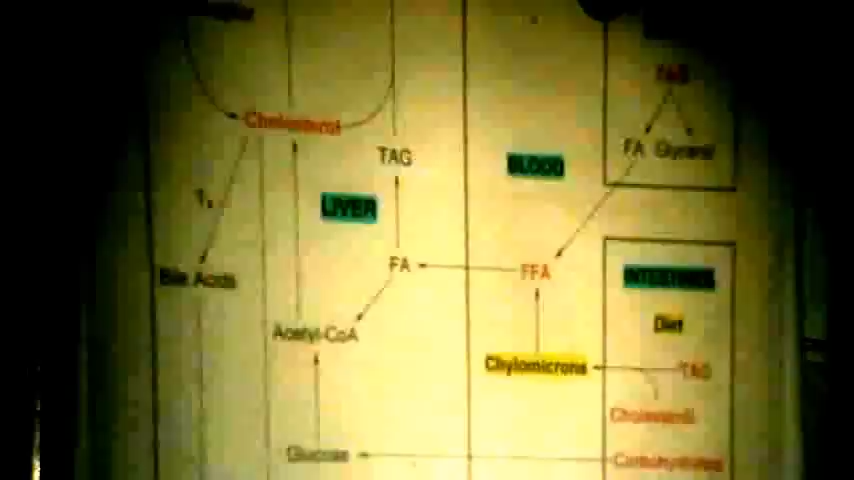 TAG
Cholesterol
TAG
FA Glycerol
BLOOD
LIVER
Bile Acids
FA
FFA
INTESTINES
Diet
Acetyl-CoA
Chylomicrons
TAG
Cholesterol
Glucose
Carbohydrates